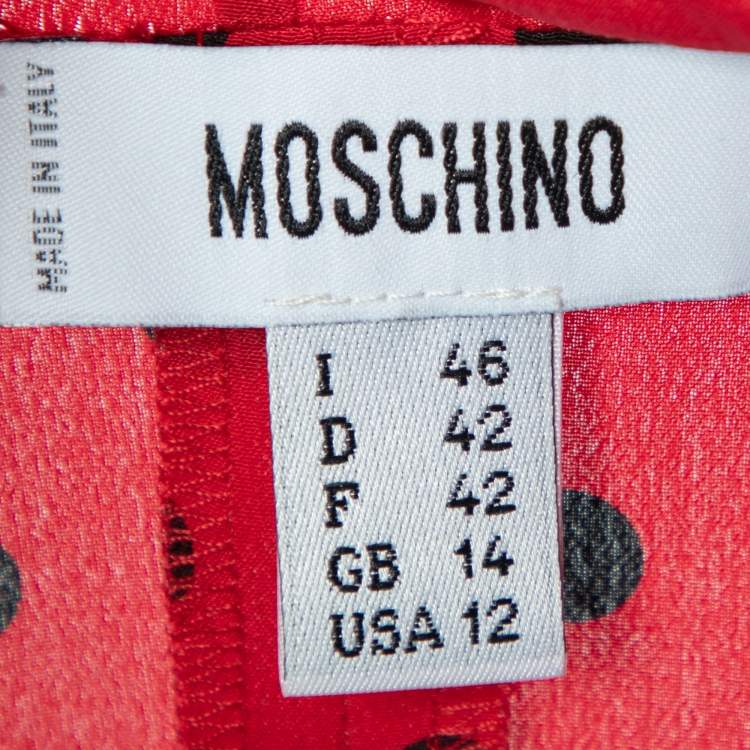 MADE IN ITALY
MOSCHINO
I 46
D 42
F 42
GB 14
USA 12